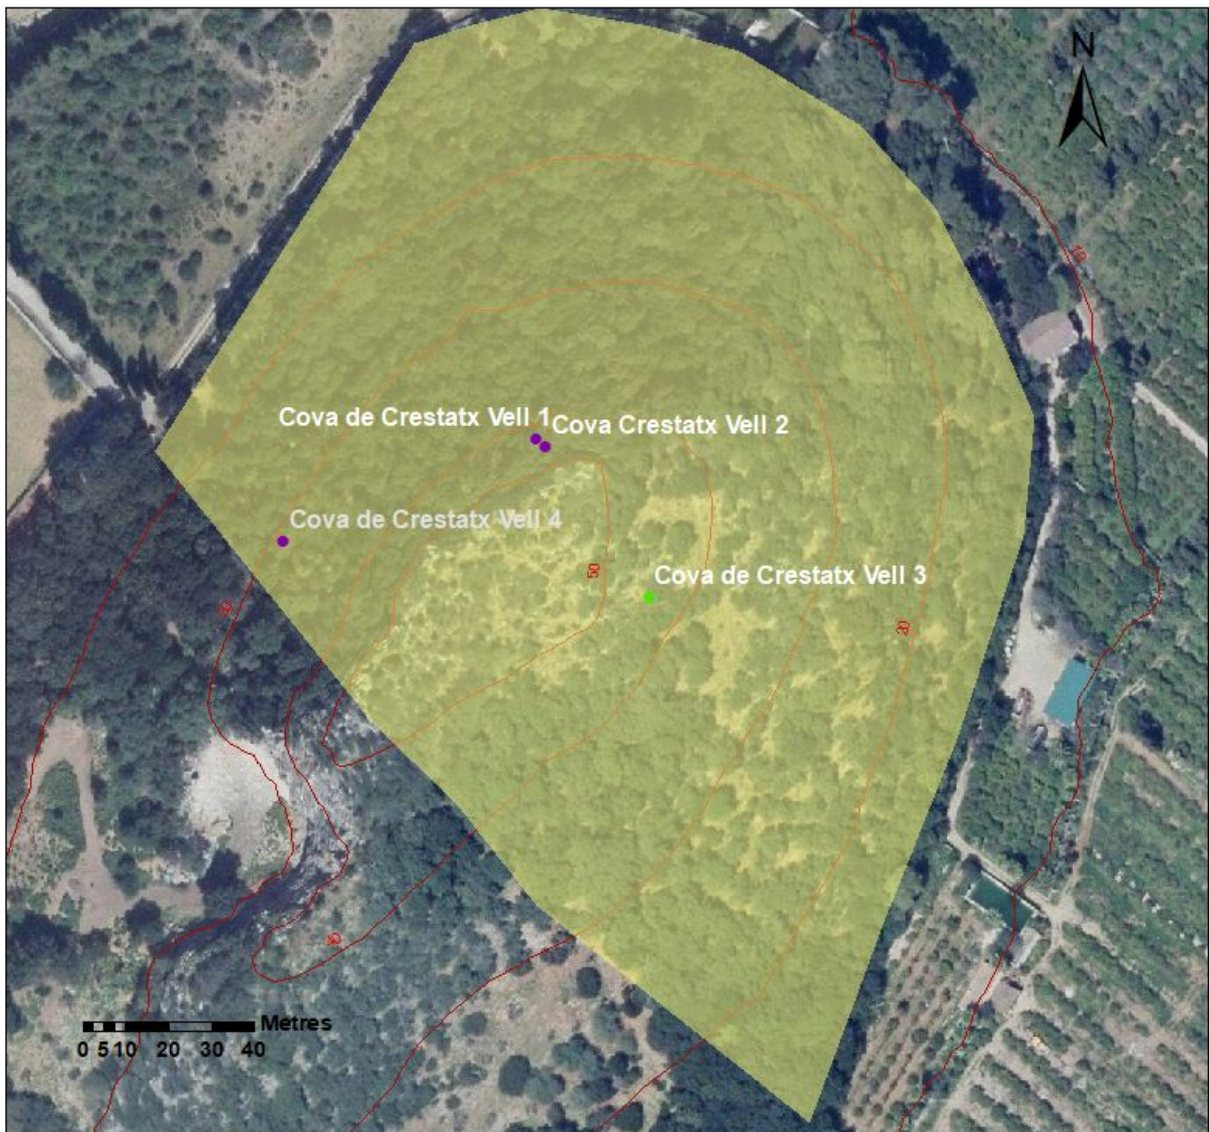 N
10
Cova de Crestatx Vell 1
Cova Crestatx Vell 2
Cova de Crestatx Vell 4
50
Cova de Crestatx Vell 3
30
20
40
Metres
0 5 10 20 30 40